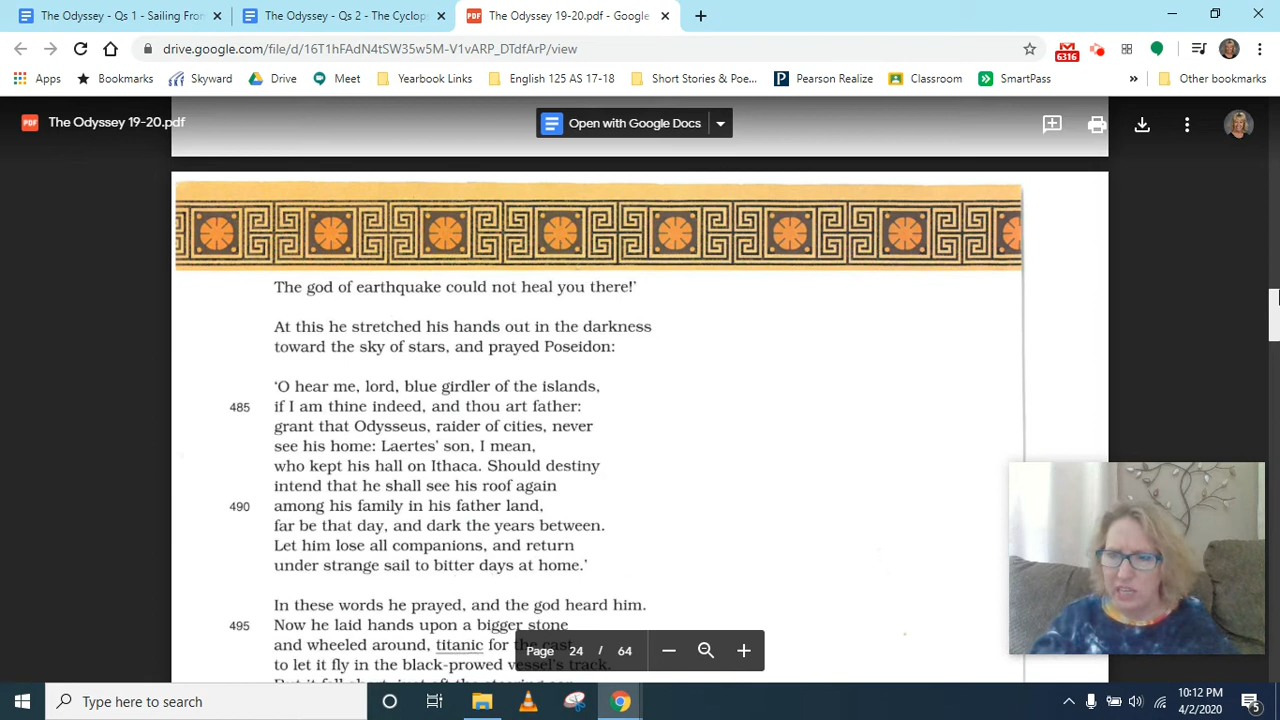 The Odyssey - Qs 1 - Sailing Fro
The Odyssey - Qs 2 - The Cyclop
The Odyssey 19-20.pdf - Google
drive.google.com/file/d/16T1hFAdN4tSW35w5M-V1vARP_DTdfArP/view
6316
Apps
Bookmarks
Skyward
Drive
Meet
Yearbook Links
English 125 AS 17-18
Short Stories & Poe...
Pearson Realize
Classroom
SmartPass
»
Other bookmarks
PDF The Odyssey 19-20.pdf
Open with Google Docs
The god of earthquake could not heal you there!’
At this he stretched his hands out in the darkness
toward the sky of stars, and prayed Poseidon:
‘O hear me, lord, blue girdler of the islands,
485 if I am thine indeed, and thou art father:
grant that Odysseus, raider of cities, never
see his home: Laertes’ son, I mean,
who kept his hall on Ithaca. Should destiny
intend that he shall see his roof again
490 among his family in his father land,
far be that day, and dark the years between.
Let him lose all companions, and return
under strange sail to bitter days at home.’
In these words he prayed, and the god heard him.
495 Now he laid hands upon a bigger stone
and wheeled around, titanic for the cast,
to let it fly in the black-prowed vessel’s track.
Page 24 / 64
Type here to search
10:12 PM
4/2/2020
5